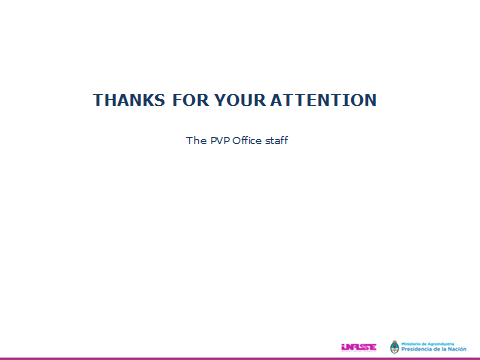 THANKS FOR YOUR ATTENTION
The PVP Office staff
INASE
Ministerio de Agroindustria
Presidencia de la Nación